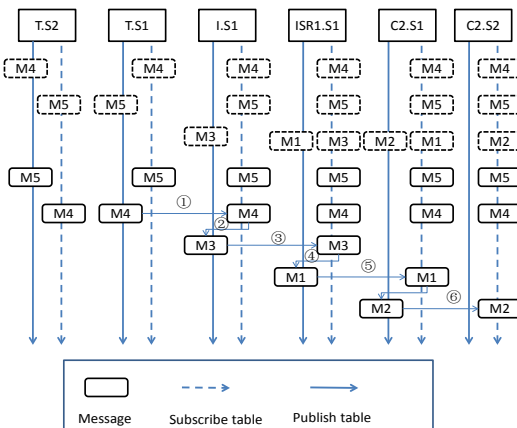 T.S2 T.S1 I.S1 ISR1.S1 C2.S1 C2.S2
M4 M4 M4 M4 M4 M4
M5 M5 M5 M5 M5 M5
M3 M1 M3 M2 M1 M2
M5 M5 M5 M5 M5 M5
M4 M4 ① M4 M4 M4 M4
②
M3 ③ M3
④
M1 ⑤ M1
M2 ⑥ M2
Message Subscribe table Publish table